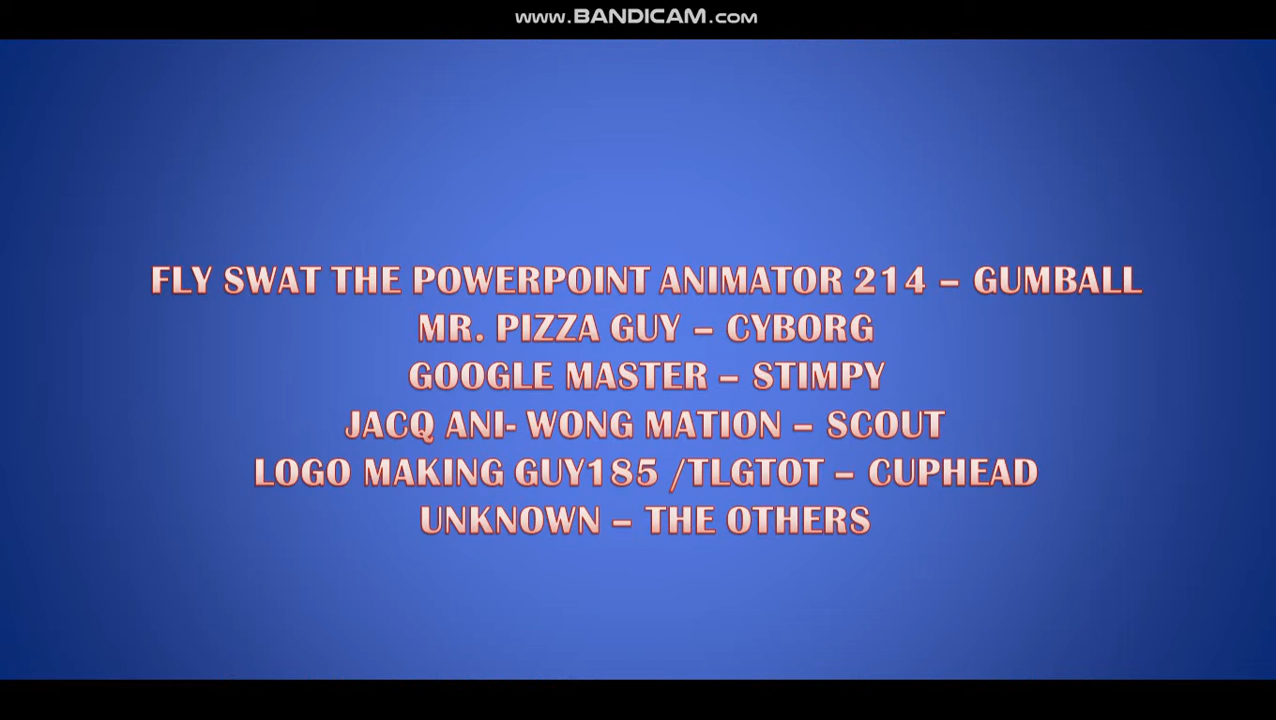 www.BANDICAM.com
FLY SWAT THE POWERPOINT ANIMATOR 214 – GUMBALL
MR. PIZZA GUY – CYBORG
GOOGLE MASTER – STIMPY
JACQ ANI- WONG MATION – SCOUT
LOGO MAKING GUY185 /TLGTOT – CUPHEAD
UNKNOWN – THE OTHERS